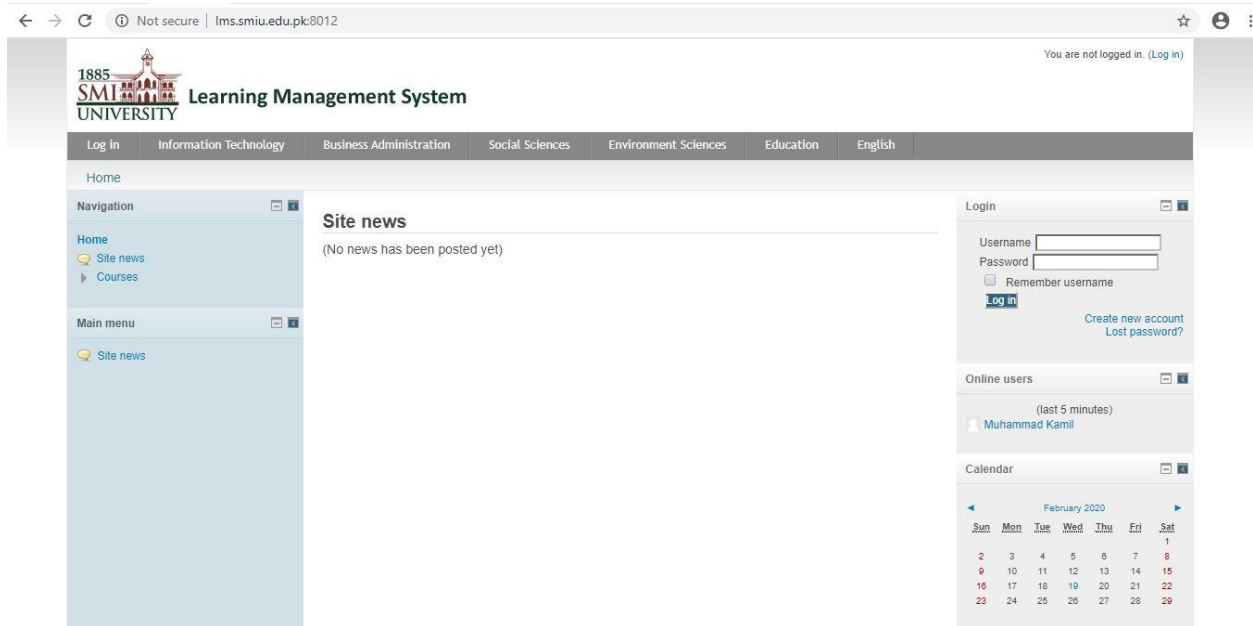 Not secure | lms.smiu.edu.pk:8012
You are not logged in. (Log in)
1885
SMI
UNIVERSITY
Learning Management System
Log in Information Technology Business Administration Social Sciences Environment Sciences Education English
Home
Navigation
Home
Site news
Courses
Main menu
Site news
Site news
(No news has been posted yet)
Login
Username
Password
Remember username
Log in
Create new account
Lost password?
Online users
(last 5 minutes)
Muhammad Kamil
Calendar
February 2020
Sun Mon Tue Wed Thu Fri Sat
1
2 3 4 5 6 7 8
9 10 11 12 13 14 15
16 17 18 19 20 21 22
23 24 25 26 27 28 29